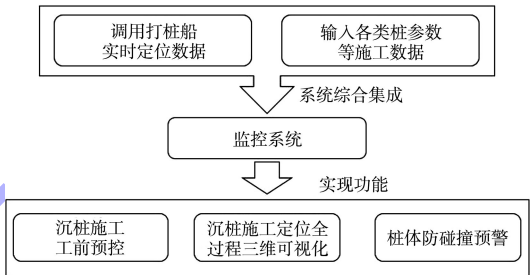 调用打桩船
实时定位数据
输入各类桩参数
等施工数据
系统综合集成
监控系统
实现功能
沉桩施工
工前预控
沉桩施工定位全
过程三维可视化
桩体防碰撞预警